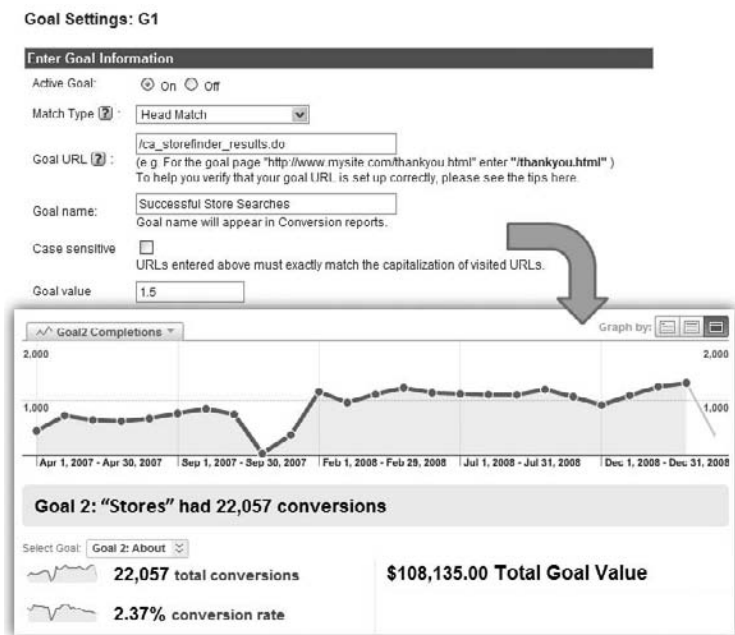 Goal Settings: G1
Enter Goal Information
Active Goal: On Off
Match Type [?] : Head Match
Goal URL [?] : /ca_storefinder_results.do
(e.g. For the goal page "http://www.mysite.com/thankyou.html" enter "/thankyou.html" )
To help you verify that your goal URL is set up correctly, please see the tips here.
Goal name: Successful Store Searches
Goal name will appear in Conversion reports.
Case sensitive
URLs entered above must exactly match the capitalization of visited URLs.
Goal value 1.5
Goal2 Completions Graph by:
2,000 2,000
1,000 1,000
Apr 1, 2007 - Apr 30, 2007 Sep 1, 2007 - Sep 30, 2007 Feb 1, 2008 - Feb 29, 2008 Jul 1, 2008 - Jul 31, 2008 Dec 1, 2008 - Dec 31, 2008
Goal 2: “Stores” had 22,057 conversions
Select Goal: Goal 2: About
22,057 total conversions $108,135.00 Total Goal Value
2.37% conversion rate